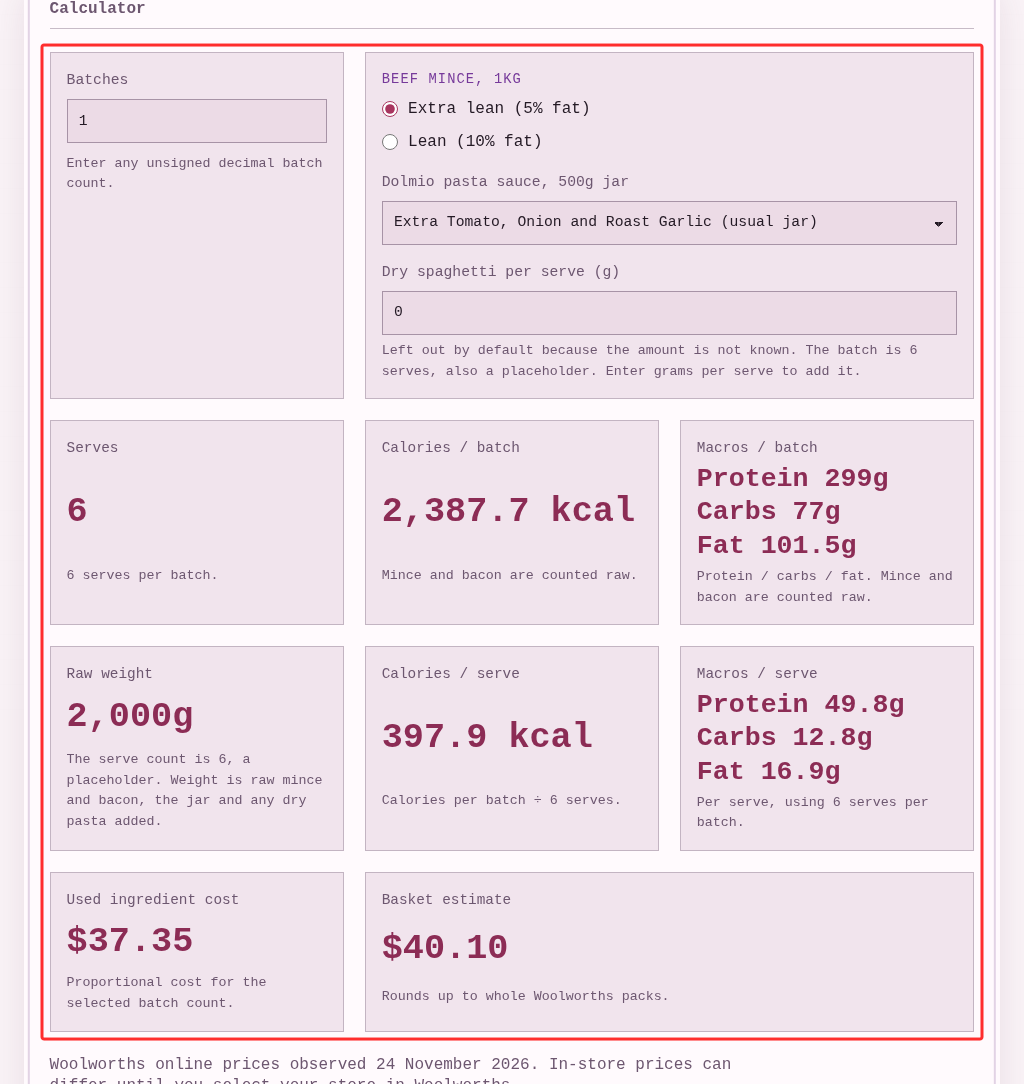 Calculator
Batches
1
Enter any unsigned decimal batch
count.
BEEF MINCE, 1KG
Extra lean (5% fat)
Lean (10% fat)
Dolmio pasta sauce, 500g jar
Extra Tomato, Onion and Roast Garlic (usual jar)
Dry spaghetti per serve (g)
0
Left out by default because the amount is not known. The batch is 6
serves, also a placeholder. Enter grams per serve to add it.
Serves
6
6 serves per batch.
Calories / batch
2,387.7 kcal
Mince and bacon are counted raw.
Macros / batch
Protein 299g
Carbs 77g
Fat 101.5g
Protein / carbs / fat. Mince and
bacon are counted raw.
Raw weight
2,000g
The serve count is 6, a
placeholder. Weight is raw mince
and bacon, the jar and any dry
pasta added.
Calories / serve
397.9 kcal
Calories per batch ÷ 6 serves.
Macros / serve
Protein 49.8g
Carbs 12.8g
Fat 16.9g
Per serve, using 6 serves per
batch.
Used ingredient cost
$37.35
Proportional cost for the
selected batch count.
Basket estimate
$40.10
Rounds up to whole Woolworths packs.
Woolworths online prices observed 24 November 2026. In-store prices can
differ until you select your store in Woolworths.